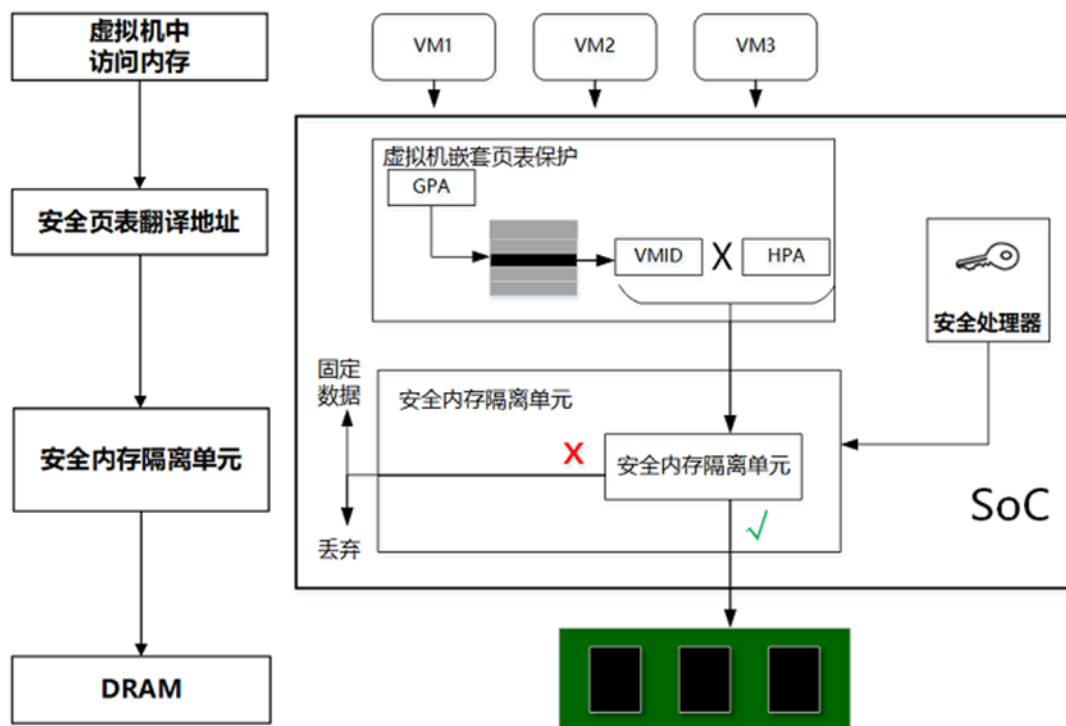 虚拟机中
访问内存
安全页表翻译地址
安全内存隔离单元
DRAM
VM1
VM2
VM3
虚拟机嵌套页表保护
GPA
VMID
X
HPA
安全处理器
固定
数据
安全内存隔离单元
X
安全内存隔离单元
√
丢弃
SoC